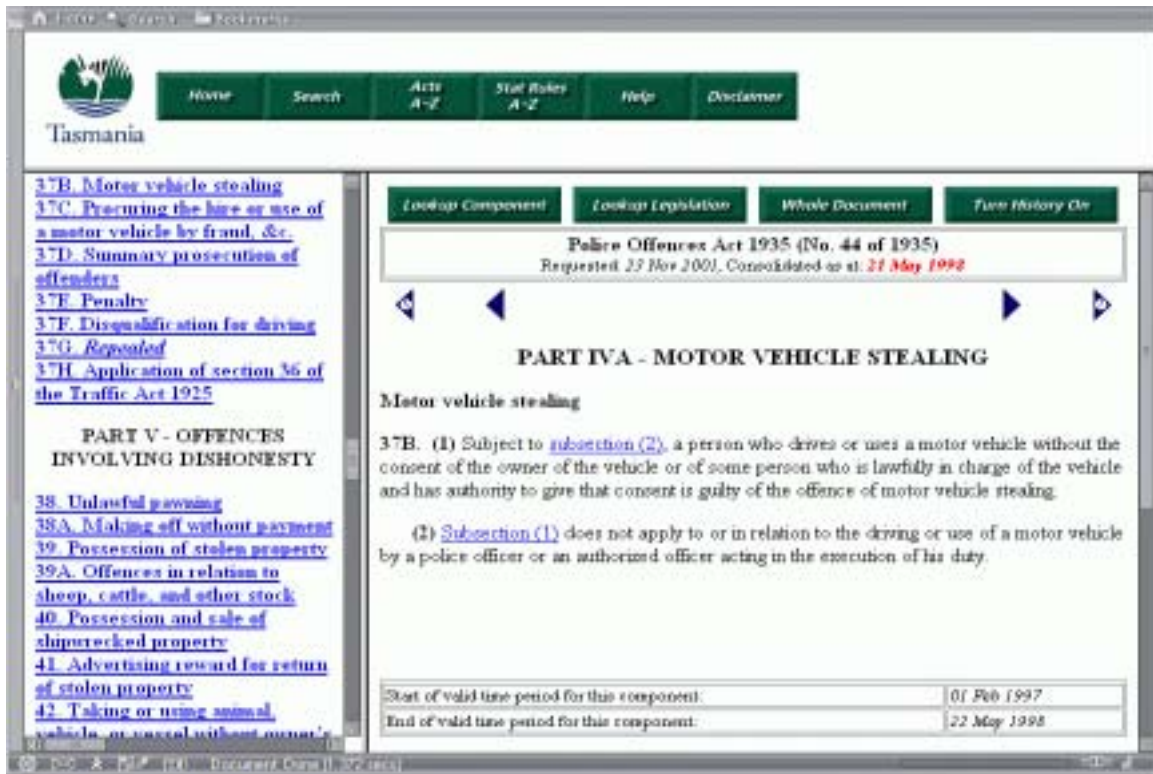 Search Bookmarks
Home Search Acts A-Z Stat Rules A-Z Help Disclaimer
Tasmania
37B. Motor vehicle stealing
37C. Procuring the hire or use of
a motor vehicle by fraud, &c.
37D. Summary prosecution of
offenders
37E. Penalty
37F. Disqualification for driving
37G. Repealed
37H. Application of section 36 of
the Traffic Act 1925
PART V - OFFENCES
INVOLVING DISHONESTY
38. Unlawful pawning
38A. Making off without payment
39. Possession of stolen property
39A. Offences in relation to
sheep, cattle, and other stock
40. Possession and sale of
shipwrecked property
41. Advertising reward for return
of stolen property
42. Taking or using animal,
vehicle, or vessel without owner's
Lookup Component Lookup Legislation Whole Document Turn History On
Police Offences Act 1935 (No. 44 of 1935)
Requested: 23 Nov 2001, Consolidated as at: 21 May 1998
PART IVA - MOTOR VEHICLE STEALING
Motor vehicle stealing
37B. (1) Subject to subsection (2), a person who drives or uses a motor vehicle without the
consent of the owner of the vehicle or of some person who is lawfully in charge of the vehicle
and has authority to give that consent is guilty of the offence of motor vehicle stealing.
(2) Subsection (1) does not apply to or in relation to the driving or use of a motor vehicle
by a police officer or an authorized officer acting in the execution of his duty.
Start of valid time period for this component: 01 Feb 1997
End of valid time period for this component: 22 May 1998
Document: Done